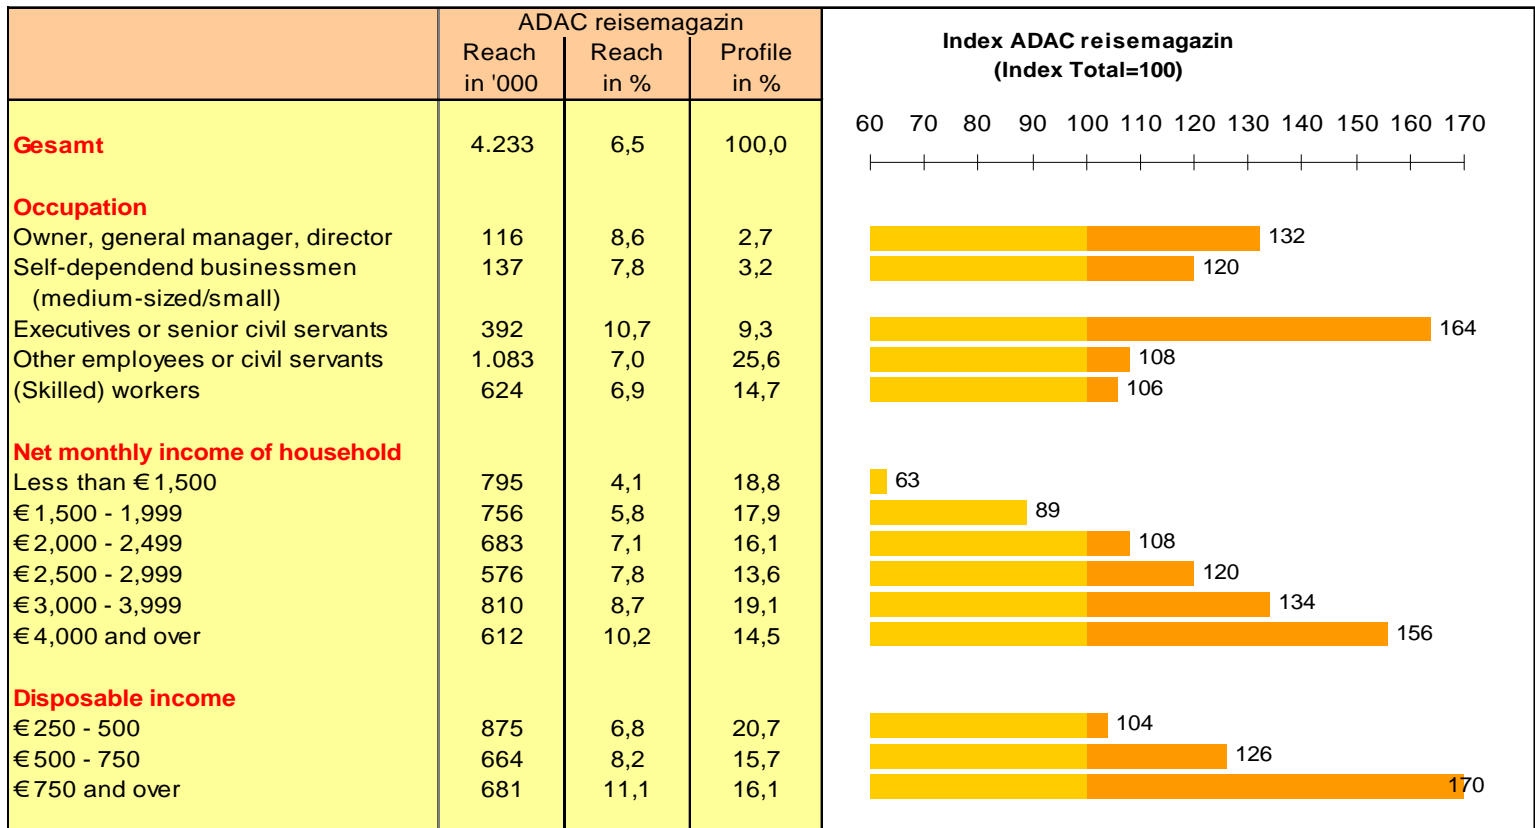 ADAC reisemagazin
Reach Reach Profile
in '000 in % in %
Index ADAC reisemagazin
(Index Total=100)
60 70 80 90 100 110 120 130 140 150 160 170
Gesamt 4.233 6,5 100,0
Occupation
Owner, general manager, director 116 8,6 2,7 132
Self-dependend businessmen 137 7,8 3,2 120
(medium-sized/small)
Executives or senior civil servants 392 10,7 9,3 164
Other employees or civil servants 1.083 7,0 25,6 108
(Skilled) workers 624 6,9 14,7 106
Net monthly income of household
Less than €1,500 795 4,1 18,8 63
€1,500 - 1,999 756 5,8 17,9 89
€2,000 - 2,499 683 7,1 16,1 108
€2,500 - 2,999 576 7,8 13,6 120
€3,000 - 3,999 810 8,7 19,1 134
€4,000 and over 612 10,2 14,5 156
Disposable income
€250 - 500 875 6,8 20,7 104
€500 - 750 664 8,2 15,7 126
€750 and over 681 11,1 16,1 170